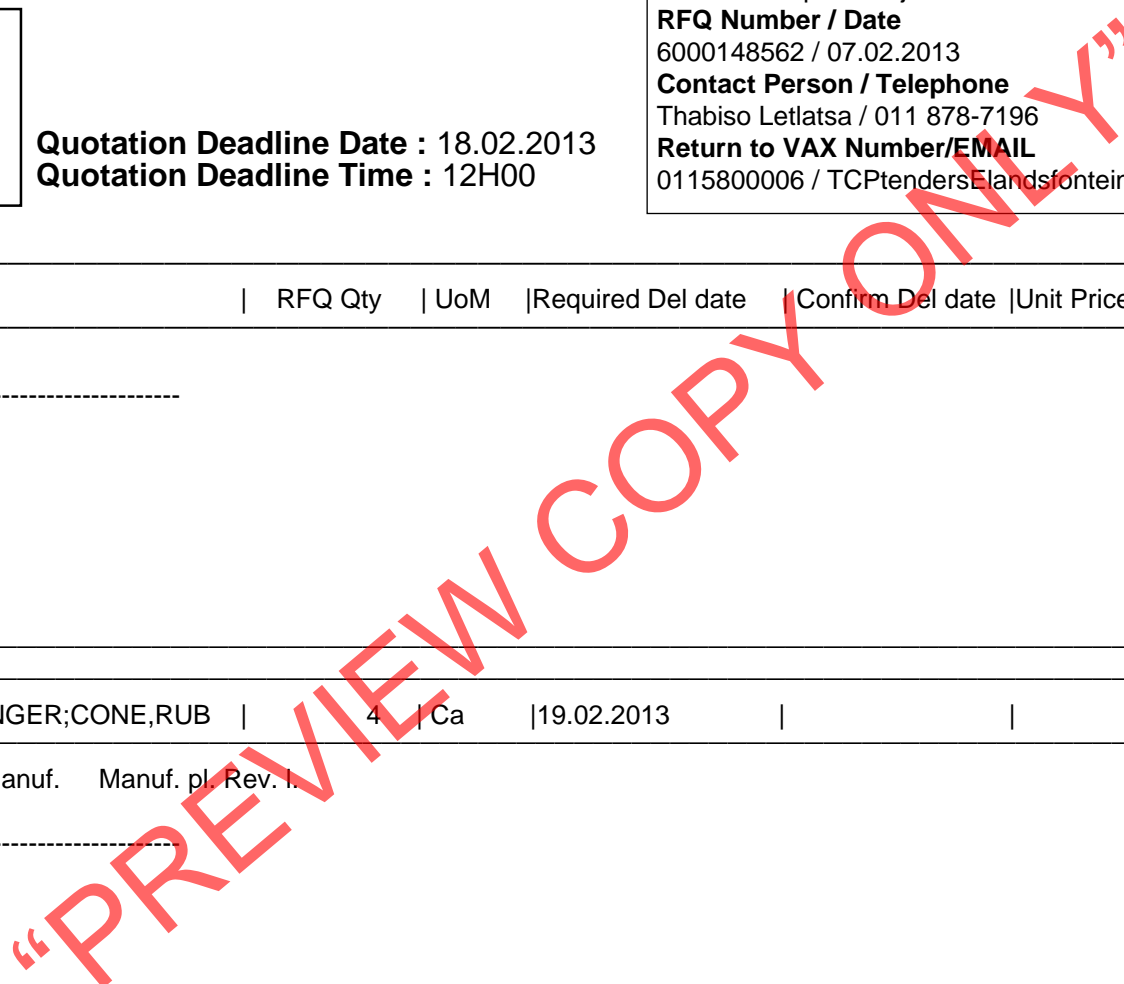 RFQ Number / Date
6000148562 / 07.02.2013
Contact Person / Telephone
Thabiso Letlatsa / 011 878-7196
Return to VAX Number/EMAIL
0115800006 / TCPtendersElandsfontein
Quotation Deadline Date : 18.02.2013
Quotation Deadline Time : 12H00
| RFQ Qty | UoM |Required Del date | Confirm Del date |Unit Price
---------------------
NGER;CONE,RUB | 4 | Ca |19.02.2013 | |
anuf. Manuf. pl. Rev. l.
---------------------
“PREVIEW COPY ONLY”